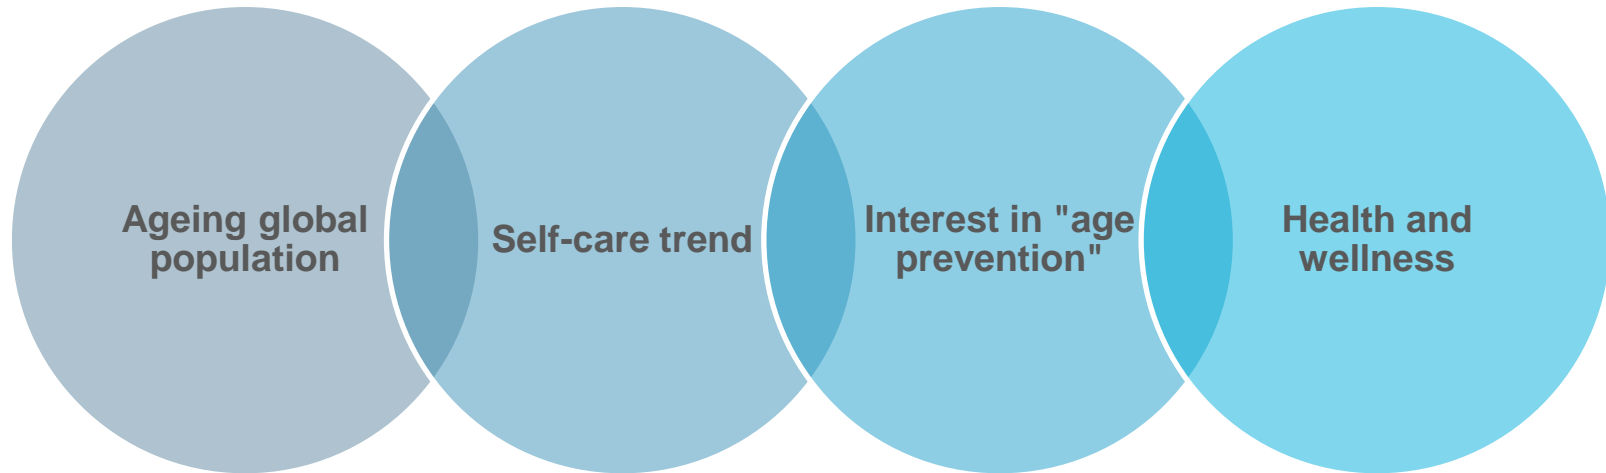 Ageing global
population
Self-care trend
Interest in "age
prevention"
Health and
wellness